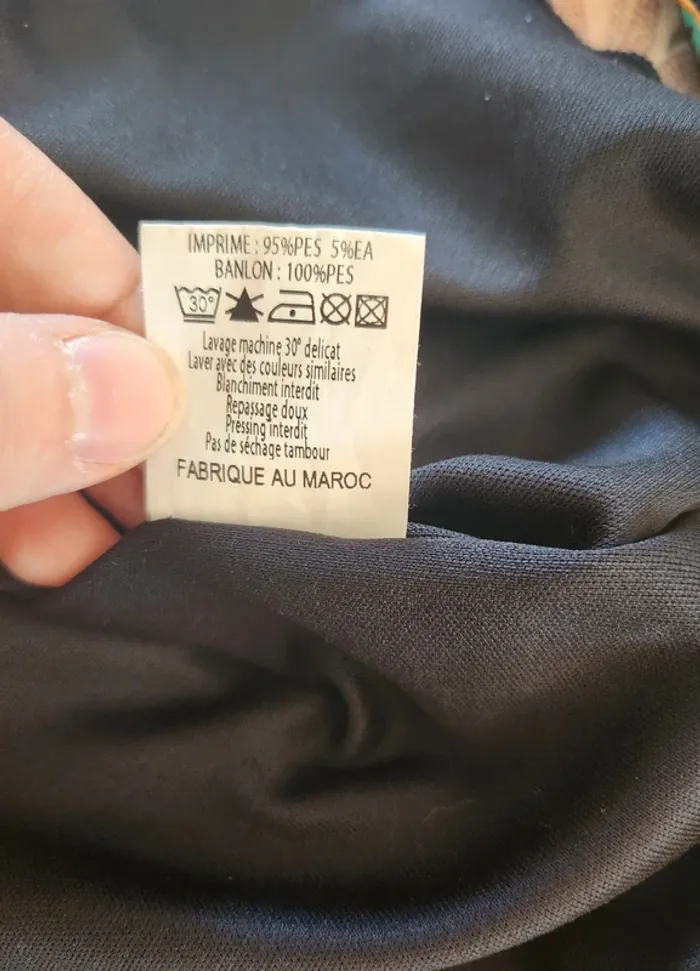 IMPRIME : 95%PES 5%EA
BANLON : 100%PES
30°
Lavage machine 30° delicat
Laver avec des couleurs similaires
Blanchiment interdit
Repassage doux
Pressing interdit
Pas de séchage tambour
FABRIQUE AU MAROC